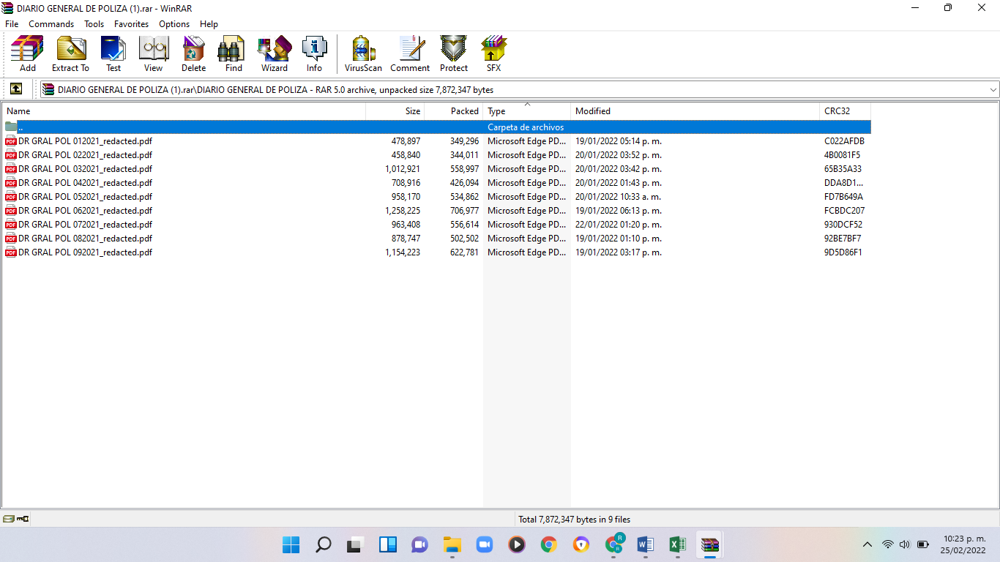 DIARIO GENERAL DE POLIZA (1).rar - WinRAR
File Commands Tools Favorites Options Help
Add Extract To Test View Delete Find Wizard Info VirusScan Comment Protect SFX
DIARIO GENERAL DE POLIZA (1).rar\DIARIO GENERAL DE POLIZA - RAR 5.0 archive, unpacked size 7,872,347 bytes
Name Size Packed Type Modified CRC32
.. Carpeta de archivos
PDF DR GRAL POL 012021_redacted.pdf 478,897 349,296 Microsoft Edge PD... 19/01/2022 05:14 p. m. C022AFDB
PDF DR GRAL POL 022021_redacted.pdf 458,840 344,011 Microsoft Edge PD... 20/01/2022 03:52 p. m. 4B0081F5
PDF DR GRAL POL 032021_redacted.pdf 1,012,921 558,997 Microsoft Edge PD... 20/01/2022 03:42 p. m. 65B35A33
PDF DR GRAL POL 042021_redacted.pdf 708,916 426,094 Microsoft Edge PD... 20/01/2022 01:43 p. m. DDA8D1...
PDF DR GRAL POL 052021_redacted.pdf 958,170 534,862 Microsoft Edge PD... 20/01/2022 10:33 a. m. FD7B649A
PDF DR GRAL POL 062021_redacted.pdf 1,258,225 706,977 Microsoft Edge PD... 19/01/2022 06:13 p. m. FCBDC207
PDF DR GRAL POL 072021_redacted.pdf 963,408 556,614 Microsoft Edge PD... 22/01/2022 01:20 p. m. 930DCF52
PDF DR GRAL POL 082021_redacted.pdf 878,747 502,502 Microsoft Edge PD... 19/01/2022 01:10 p. m. 92BE7BF7
PDF DR GRAL POL 092021_redacted.pdf 1,154,223 622,781 Microsoft Edge PD... 19/01/2022 03:17 p. m. 9D5D86F1
Total 7,872,347 bytes in 9 files
R R W X
10:23 p. m.
25/02/2022